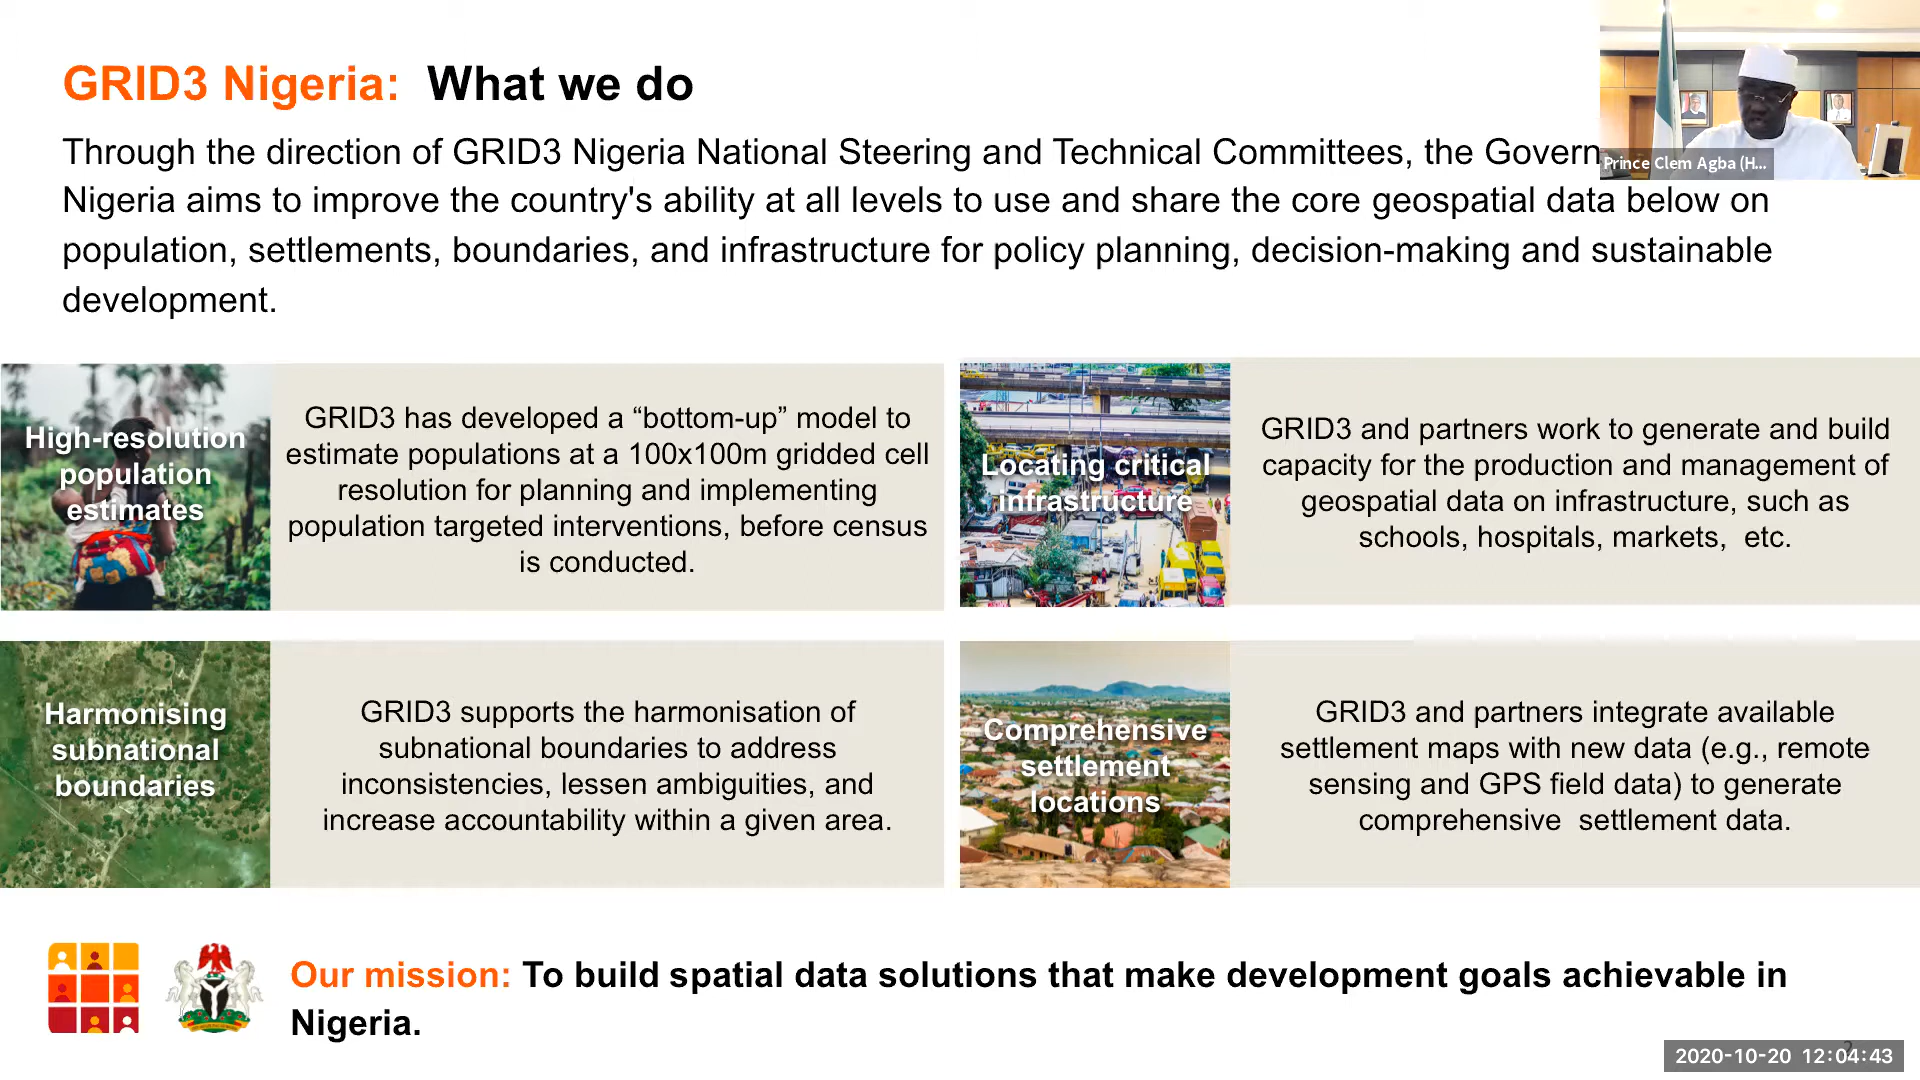 GRID3 Nigeria: What we do
Through the direction of GRID3 Nigeria National Steering and Technical Committees, the Govern
Nigeria aims to improve the country's ability at all levels to use and share the core geospatial data below on
population, settlements, boundaries, and infrastructure for policy planning, decision-making and sustainable
development.
Prince Clem Agba (H...
High-resolution
population
estimates
GRID3 has developed a “bottom-up” model to
estimate populations at a 100x100m gridded cell
resolution for planning and implementing
population targeted interventions, before census
is conducted.
Locating critical
infrastructure
GRID3 and partners work to generate and build
capacity for the production and management of
geospatial data on infrastructure, such as
schools, hospitals, markets, etc.
Harmonising
subnational
boundaries
GRID3 supports the harmonisation of
subnational boundaries to address
inconsistencies, lessen ambiguities, and
increase accountability within a given area.
Comprehensive
settlement
locations
GRID3 and partners integrate available
settlement maps with new data (e.g., remote
sensing and GPS field data) to generate
comprehensive settlement data.
Our mission: To build spatial data solutions that make development goals achievable in
Nigeria.
2020-10-20 12:04:43